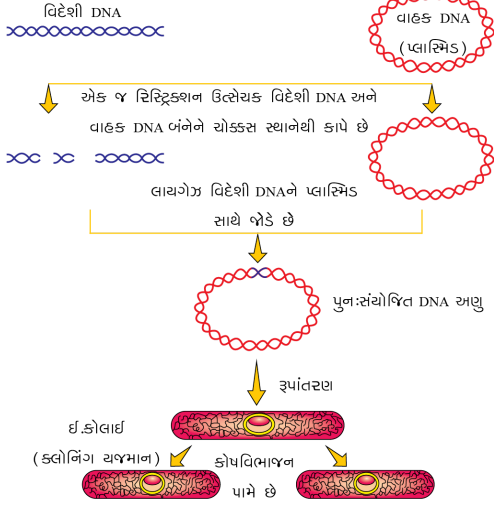 વિદેશી DNA
વાહક DNA
(પ્લાસ્મિડ)
એક જ રિસ્ટ્રિક્શન ઉત્સેચક વિદેશી DNA અને
વાહક DNA બંનેને ચોક્કસ સ્થાનેથી કાપે છે
લાયગેઝ વિદેશી DNAને પ્લાસ્મિડ
સાથે જોડે છે
પુનઃસંયોજિત DNA અણુ
રૂપાંતરણ
ઈ.કોલાઈ
(ક્લોનિંગ યજમાન)
કોષવિભાજન
પામે છે